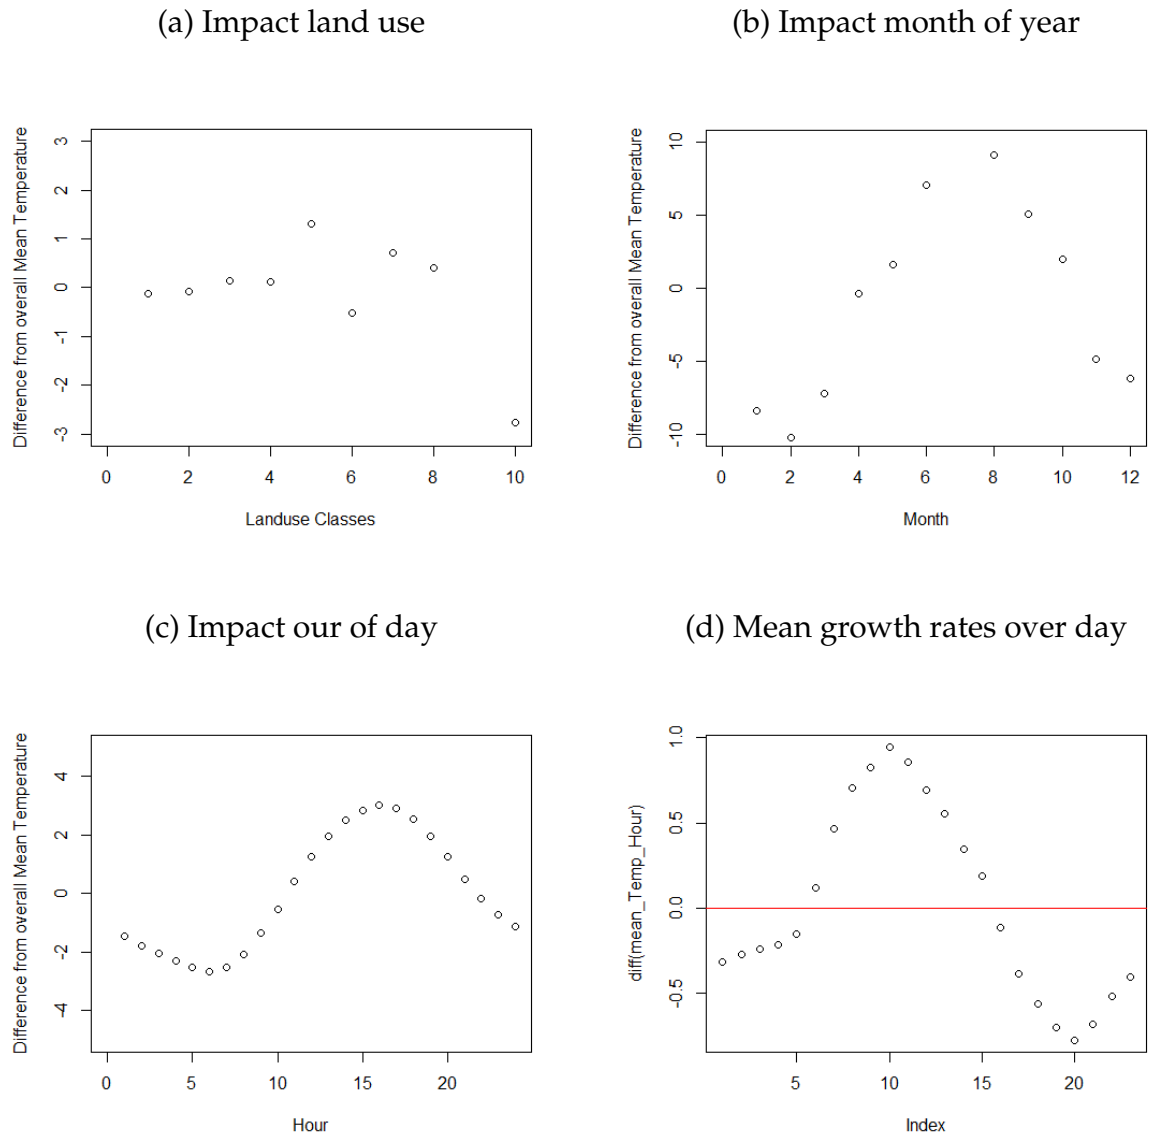 (a) Impact land use
(b) Impact month of year
Difference from overall Mean Temperature
3
2
1
0
-1
-2
-3
0 2 4 6 8 10
Landuse Classes
Difference from overall Mean Temperature
10
5
0
-5
-10
0 2 4 6 8 10 12
Month
(c) Impact our of day
(d) Mean growth rates over day
Difference from overall Mean Temperature
4
2
0
-2
-4
0 5 10 15 20
Hour
diff(mean_Temp_Hour)
1.0
0.5
0.0
-0.5
5 10 15 20
Index